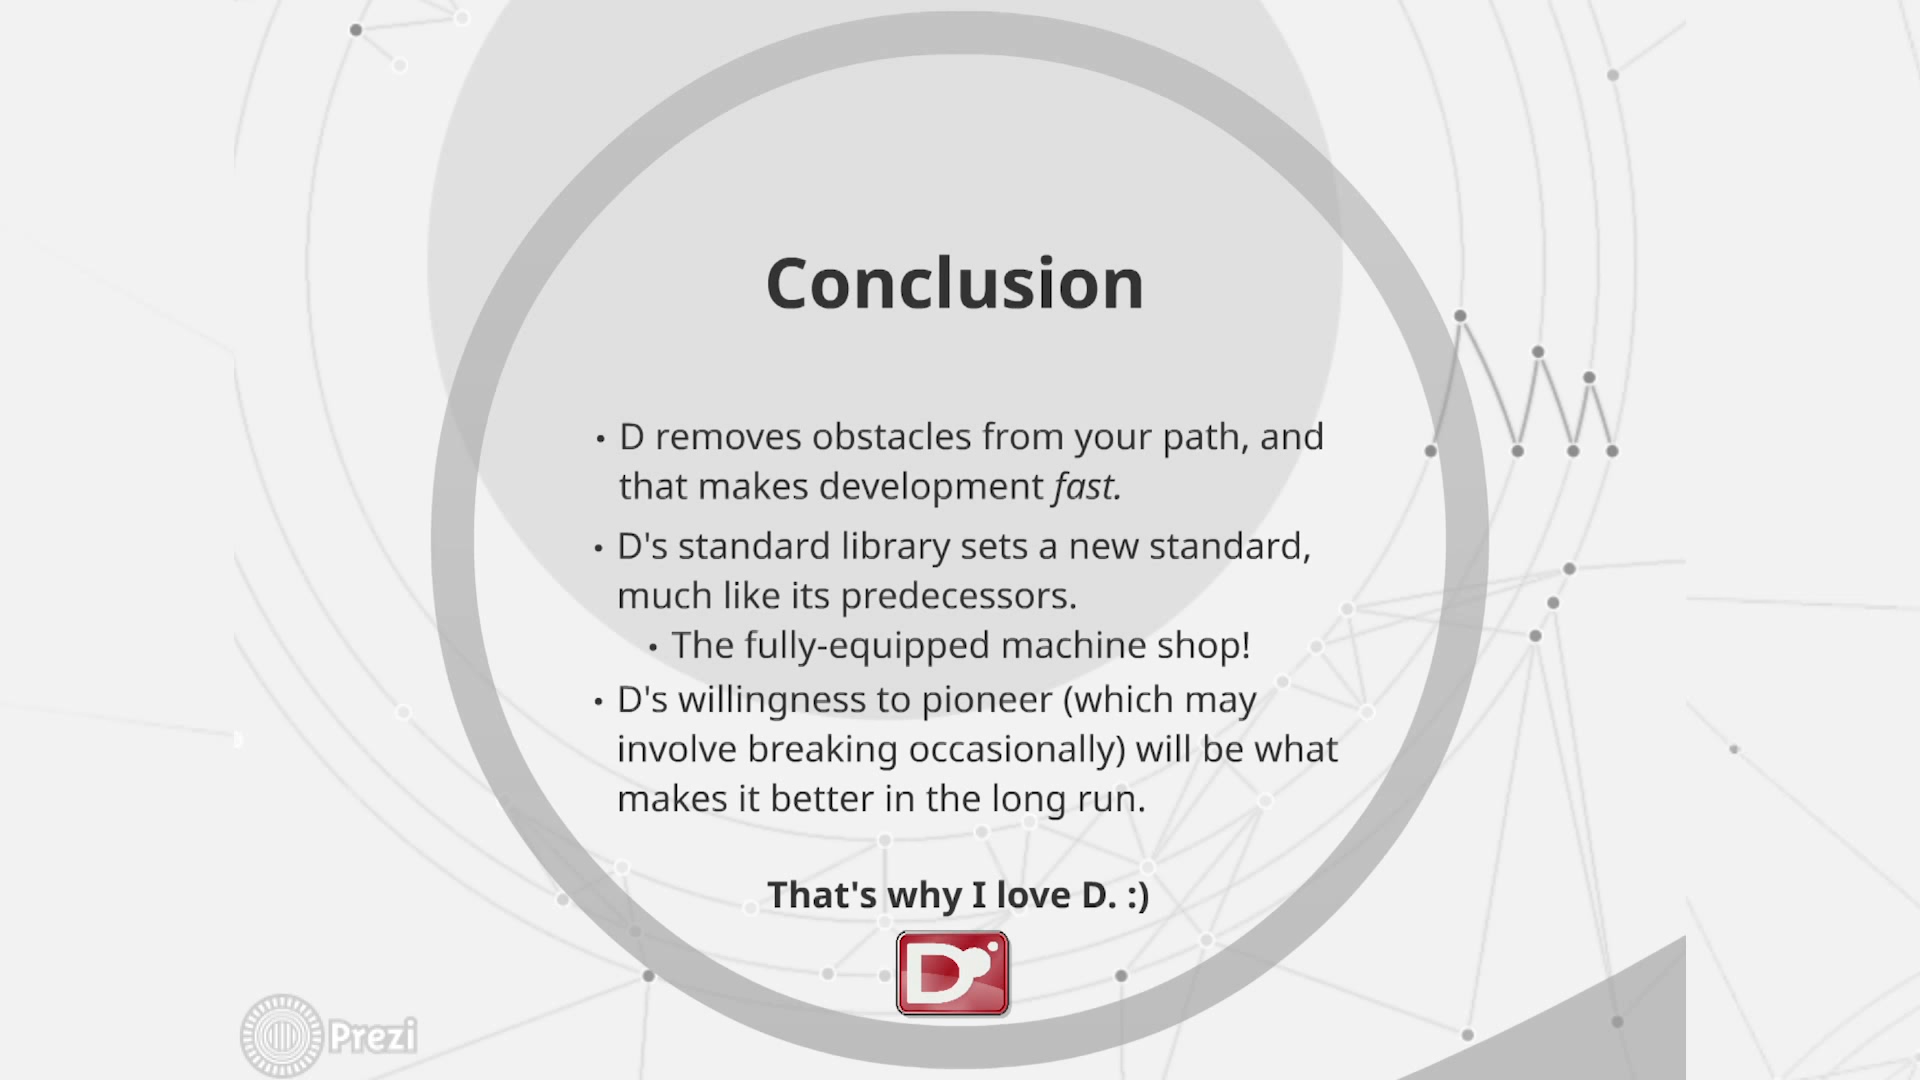 Conclusion
• D removes obstacles from your path, and
that makes development fast.
• D's standard library sets a new standard,
much like its predecessors.
• The fully-equipped machine shop!
• D's willingness to pioneer (which may
involve breaking occasionally) will be what
makes it better in the long run.
That's why I love D. :)
D
Prezi